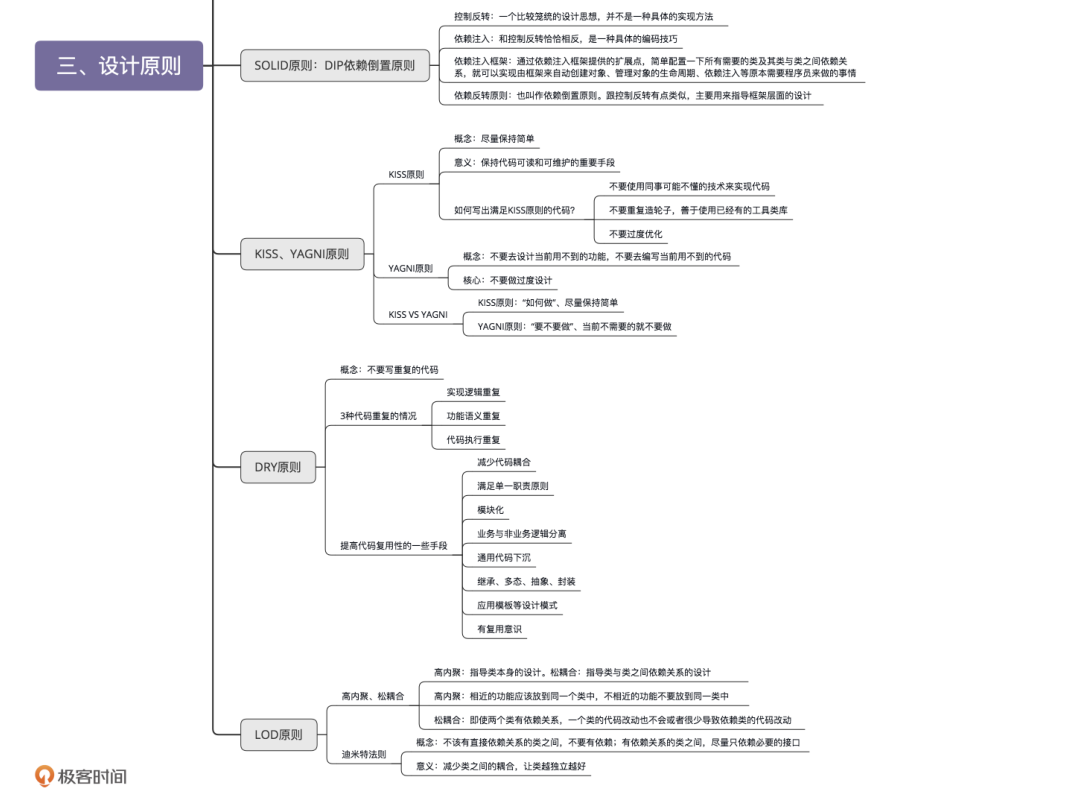 三、设计原则
SOLID原则：DIP依赖倒置原则
控制反转：一个比较笼统的设计思想，并不是一种具体的实现方法
依赖注入：和控制反转恰恰相反，是一种具体的编码技巧
依赖注入框架：通过依赖注入框架提供的扩展点，简单配置一下所有需要的类及其类与类之间依赖关
系，就可以实现由框架来自动创建对象、管理对象的生命周期、依赖注入等原本需要程序员来做的事情
依赖反转原则：也叫作依赖倒置原则。跟控制反转有点类似，主要用来指导框架层面的设计
KISS、YAGNI原则
KISS原则
概念：尽量保持简单
意义：保持代码可读和可维护的重要手段
如何写出满足KISS原则的代码？
不要使用同事可能不懂的技术来实现代码
不要重复造轮子，善于使用已经有的工具类库
不要过度优化
YAGNI原则
概念：不要去设计当前用不到的功能，不要去编写当前用不到的代码
核心：不要做过度设计
KISS VS YAGNI
KISS原则：“如何做”、尽量保持简单
YAGNI原则：“要不要做”、当前不需要的就不要做
DRY原则
概念：不要写重复的代码
3种代码重复的情况
实现逻辑重复
功能语义重复
代码执行重复
提高代码复用性的一些手段
减少代码耦合
满足单一职责原则
模块化
业务与非业务逻辑分离
通用代码下沉
继承、多态、抽象、封装
应用模板等设计模式
有复用意识
LOD原则
高内聚、松耦合
高内聚：指导类本身的设计。松耦合：指导类与类之间依赖关系的设计
高内聚：相近的功能应该放到同一个类中，不相近的功能不要放到同一类中
松耦合：即使两个类有依赖关系，一个类的代码改动也不会或者很少导致依赖类的代码改动
迪米特法则
概念：不该有直接依赖关系的类之间，不要有依赖；有依赖关系的类之间，尽量只依赖必要的接口
意义：减少类之间的耦合，让类越独立越好
极客时间